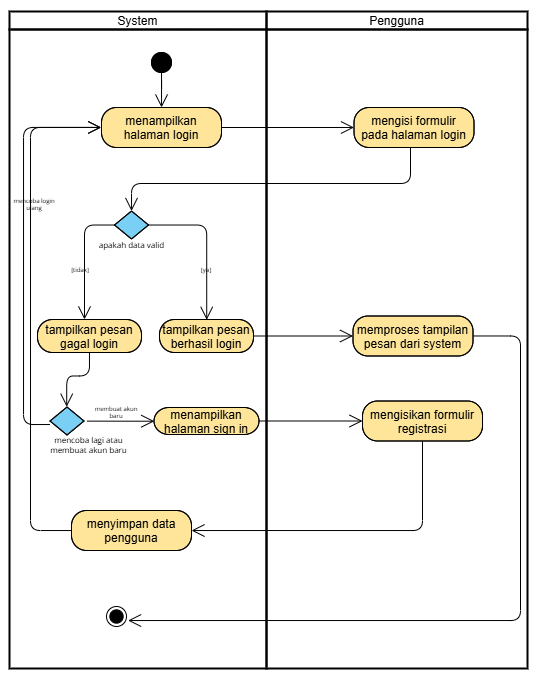 System
Pengguna
menampilkan
halaman login
mengisi formulir
pada halaman login
mencoba login
ulang
apakah data valid
[tidak]
[ya]
tampilkan pesan
gagal login
tampilkan pesan
berhasil login
memproses tampilan
pesan dari system
membuat akun
baru
menampilkan
halaman sign in
mengisikan formulir
registrasi
mencoba lagi atau
membuat akun baru
menyimpan data
pengguna